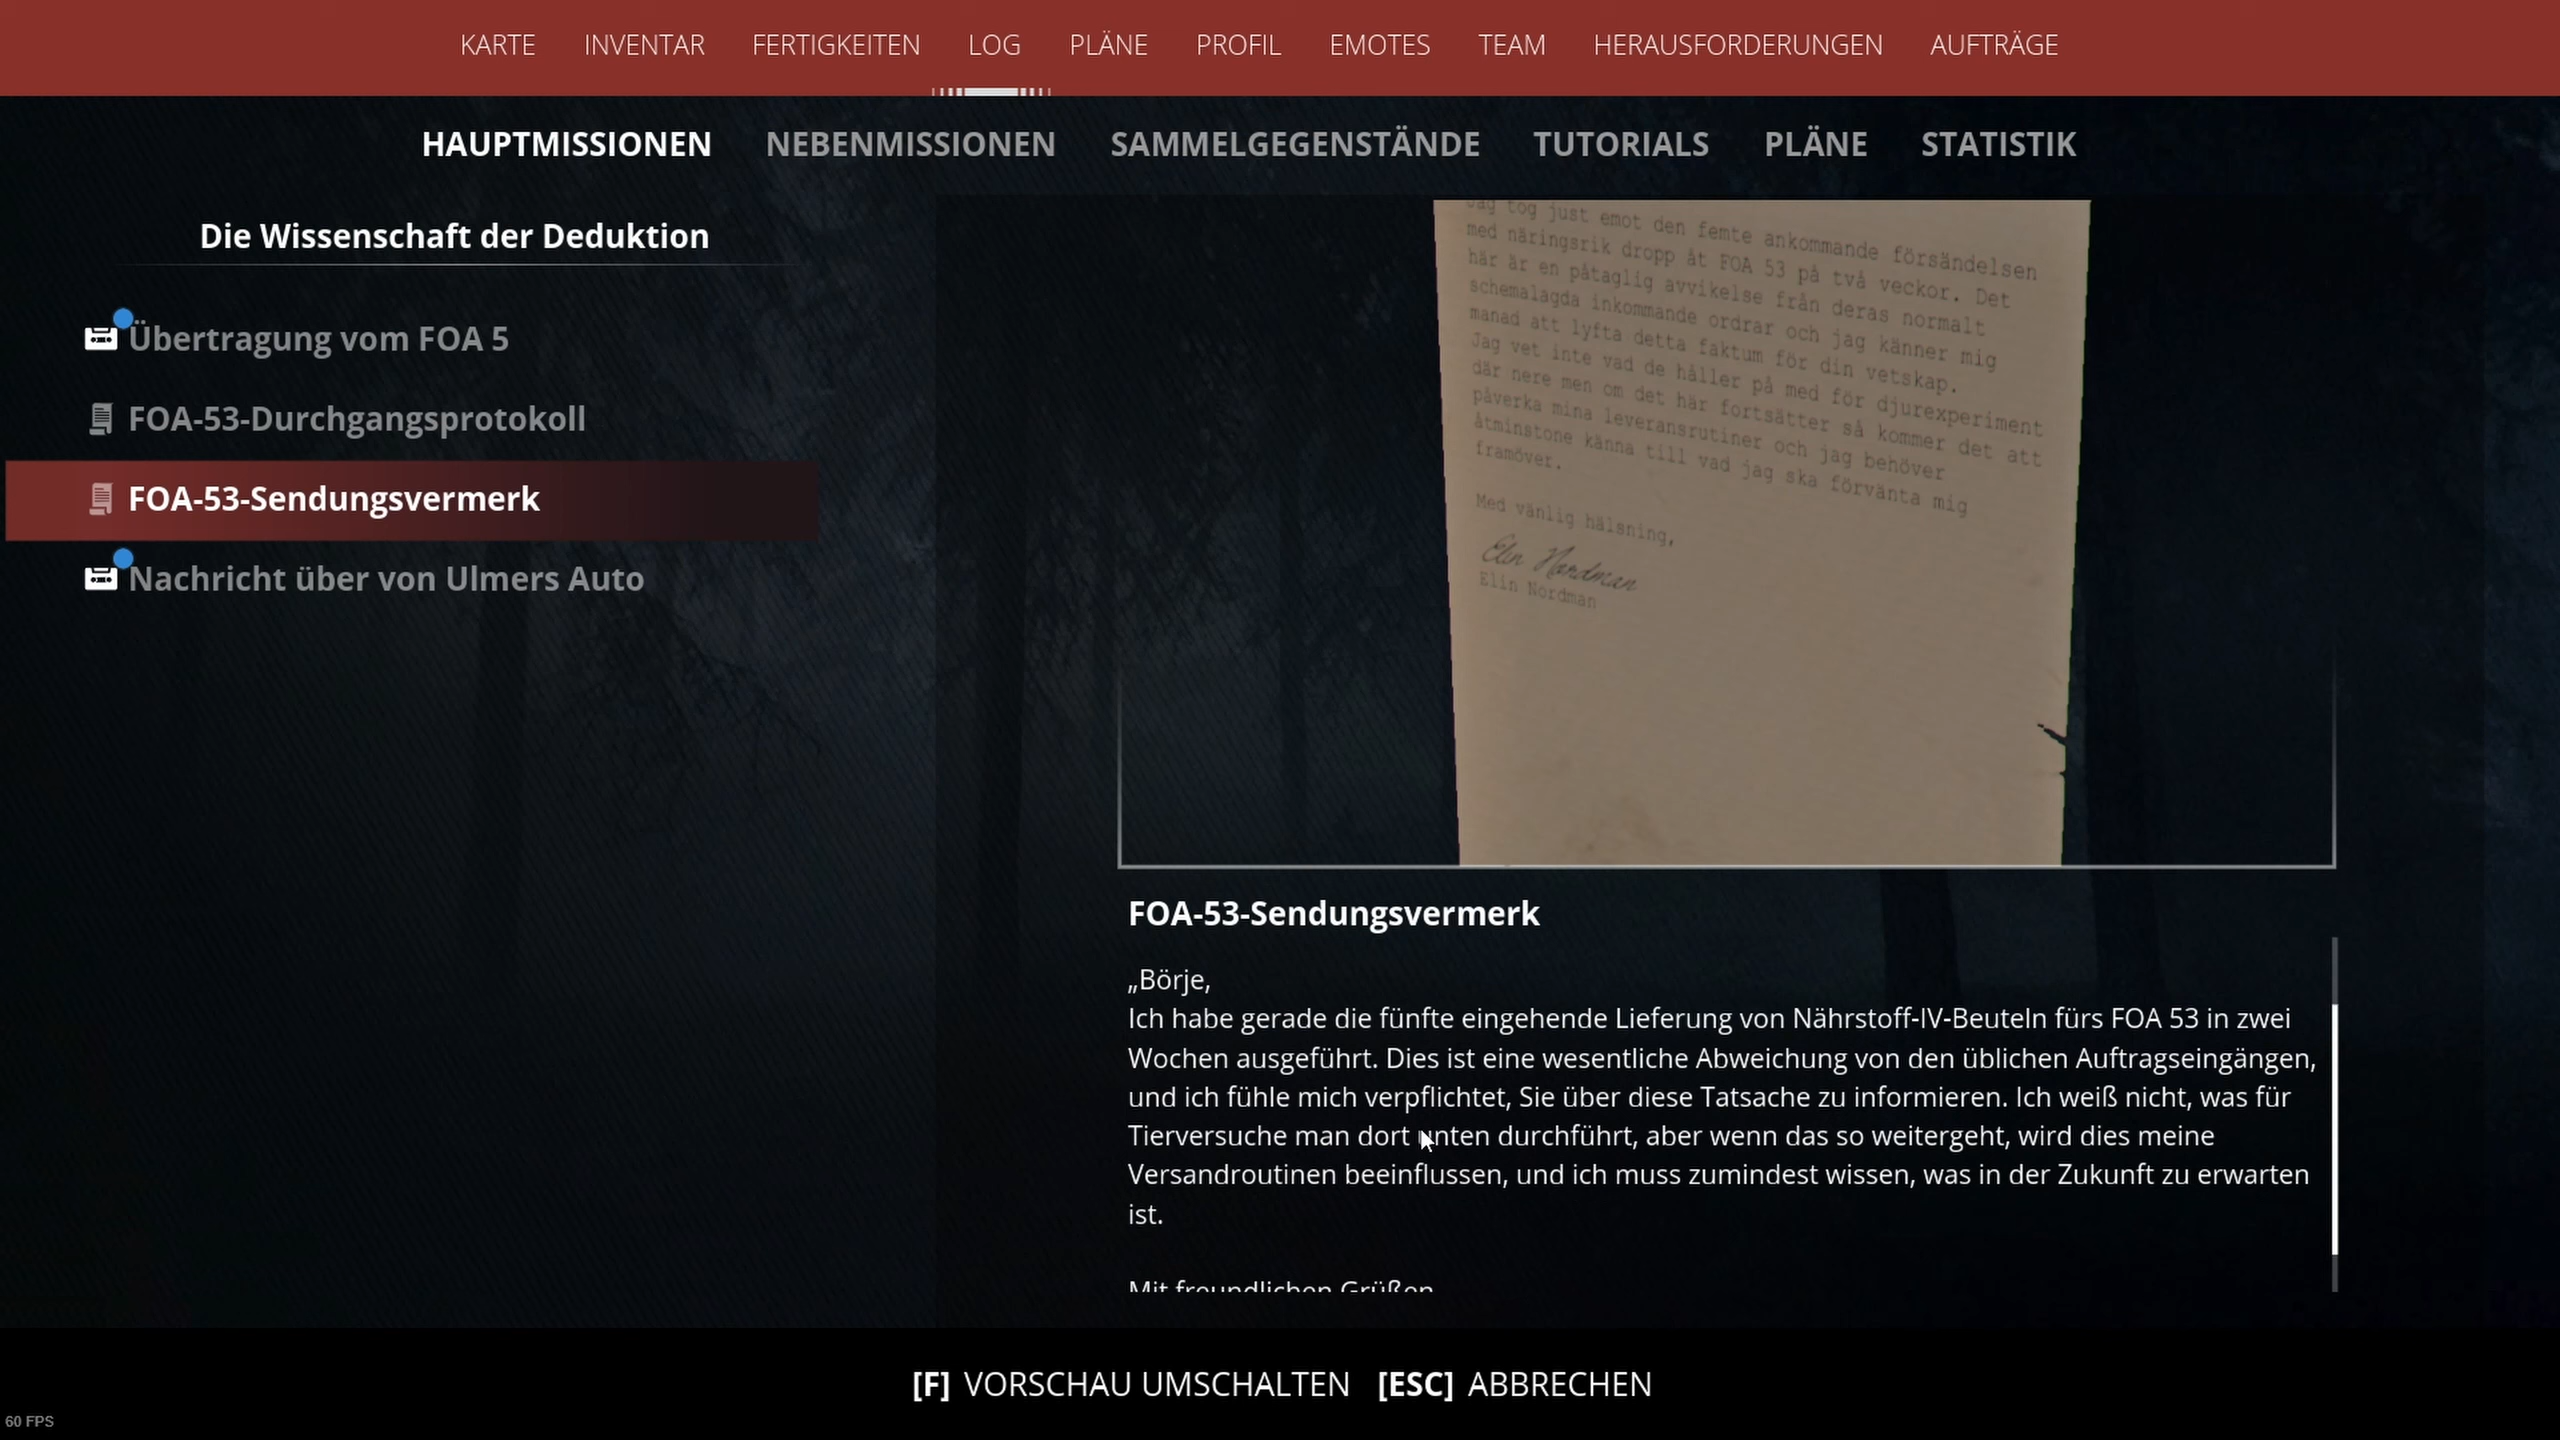 KARTE INVENTAR FERTIGKEITEN LOG PLÄNE PROFIL EMOTES TEAM HERAUSFORDERUNGEN AUFTRÄGE
HAUPTMISSIONEN NEBENMISSIONEN SAMMELGEGENSTÄNDE TUTORIALS PLÄNE STATISTIK
Die Wissenschaft der Deduktion
Übertragung vom FOA 5
FOA-53-Durchgangsprotokoll
FOA-53-Sendungsvermerk
Nachricht über von Ulmers Auto
Jag tog just emot den femte ankommande försändelsen
med näringsrik dropp åt FOA 53 på två veckor. Det
här är en påtaglig avvikelse från deras normalt
schemalagda inkommande ordrar och jag känner mig
manad att lyfta detta faktum för din vetskap.
Jag vet inte vad de håller på med för djurexperiment
där nere men om det här fortsätter så kommer det att
påverka mina leveransrutiner och jag behöver
åtminstone känna till vad jag ska förvänta mig
framöver.
Med vänlig hälsning,
Elin Nordman
Elin Nordman
FOA-53-Sendungsvermerk
„Börje,
Ich habe gerade die fünfte eingehende Lieferung von Nährstoff-IV-Beuteln fürs FOA 53 in zwei
Wochen ausgeführt. Dies ist eine wesentliche Abweichung von den üblichen Auftragseingängen,
und ich fühle mich verpflichtet, Sie über diese Tatsache zu informieren. Ich weiß nicht, was für
Tierversuche man dort unten durchführt, aber wenn das so weitergeht, wird dies meine
Versandroutinen beeinflussen, und ich muss zumindest wissen, was in der Zukunft zu erwarten
ist.
Mit freundlichen Grüßen
[F] VORSCHAU UMSCHALTEN [ESC] ABBRECHEN
60 FPS